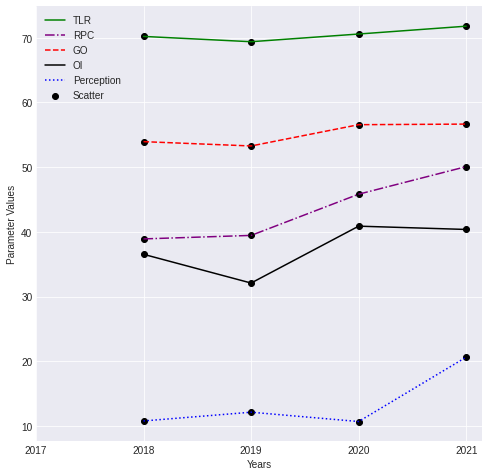 TLR
RPC
GO
OI
Perception
Scatter
70
60
50
40
30
20
10
Parameter Values
2017 2018 2019 2020 2021
Years